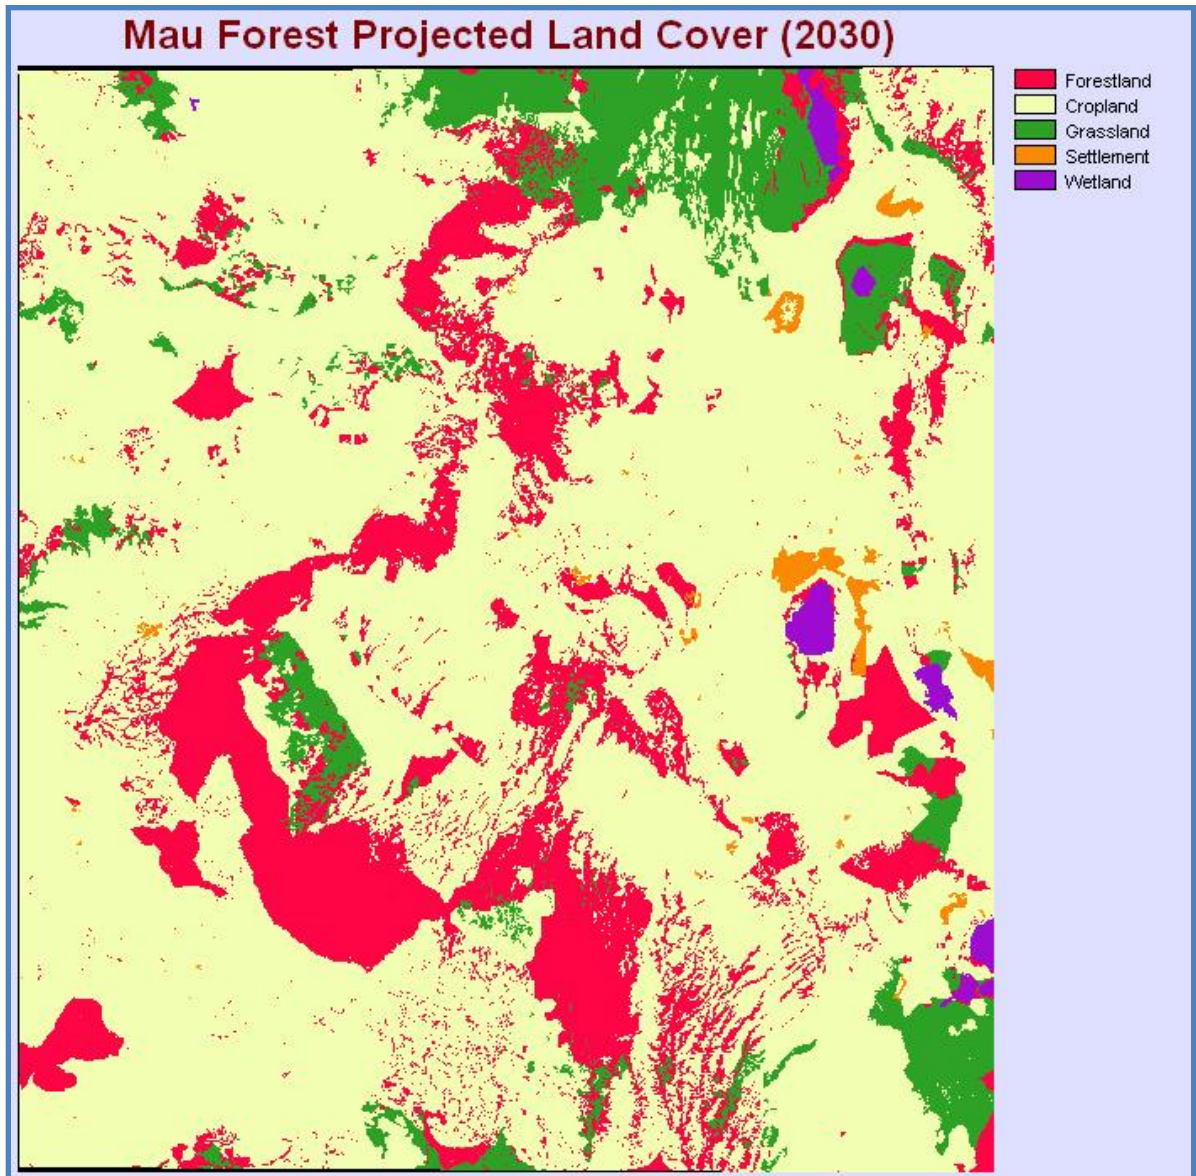 Mau Forest Projected Land Cover (2030)
Forestland
Cropland
Grassland
Settlement
Wetland